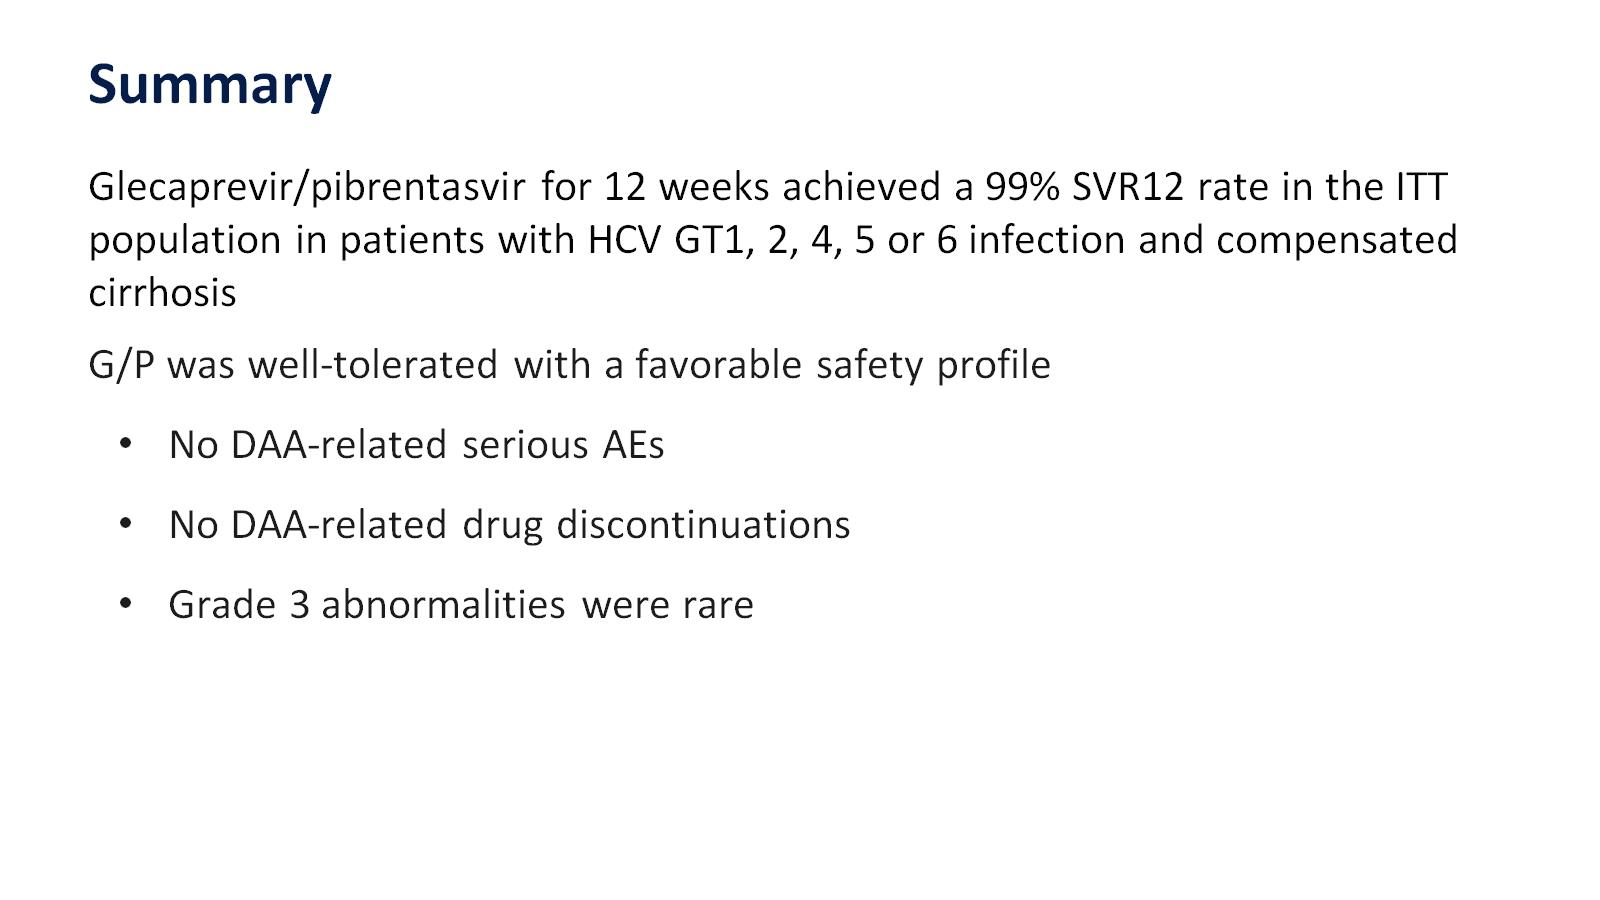 Summary
Glecaprevir/pibrentasvir for 12 weeks achieved a 99% SVR12 rate in the ITT
population in patients with HCV GT1, 2, 4, 5 or 6 infection and compensated
cirrhosis
G/P was well-tolerated with a favorable safety profile
• No DAA-related serious AEs
• No DAA-related drug discontinuations
• Grade 3 abnormalities were rare